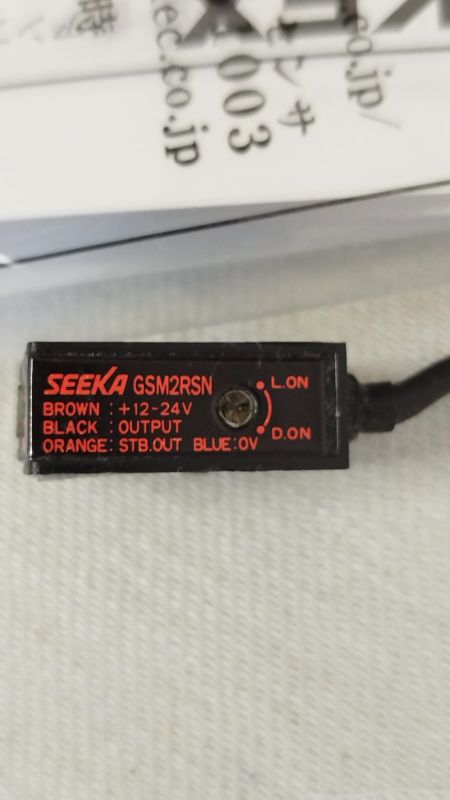 時
ec.co.jp
センサ
003
co.jp/
SEEKA GSM2RSN
BROWN : +12-24V
BLACK : OUTPUT
ORANGE: STB.OUT BLUE:0V
L.ON
D.ON